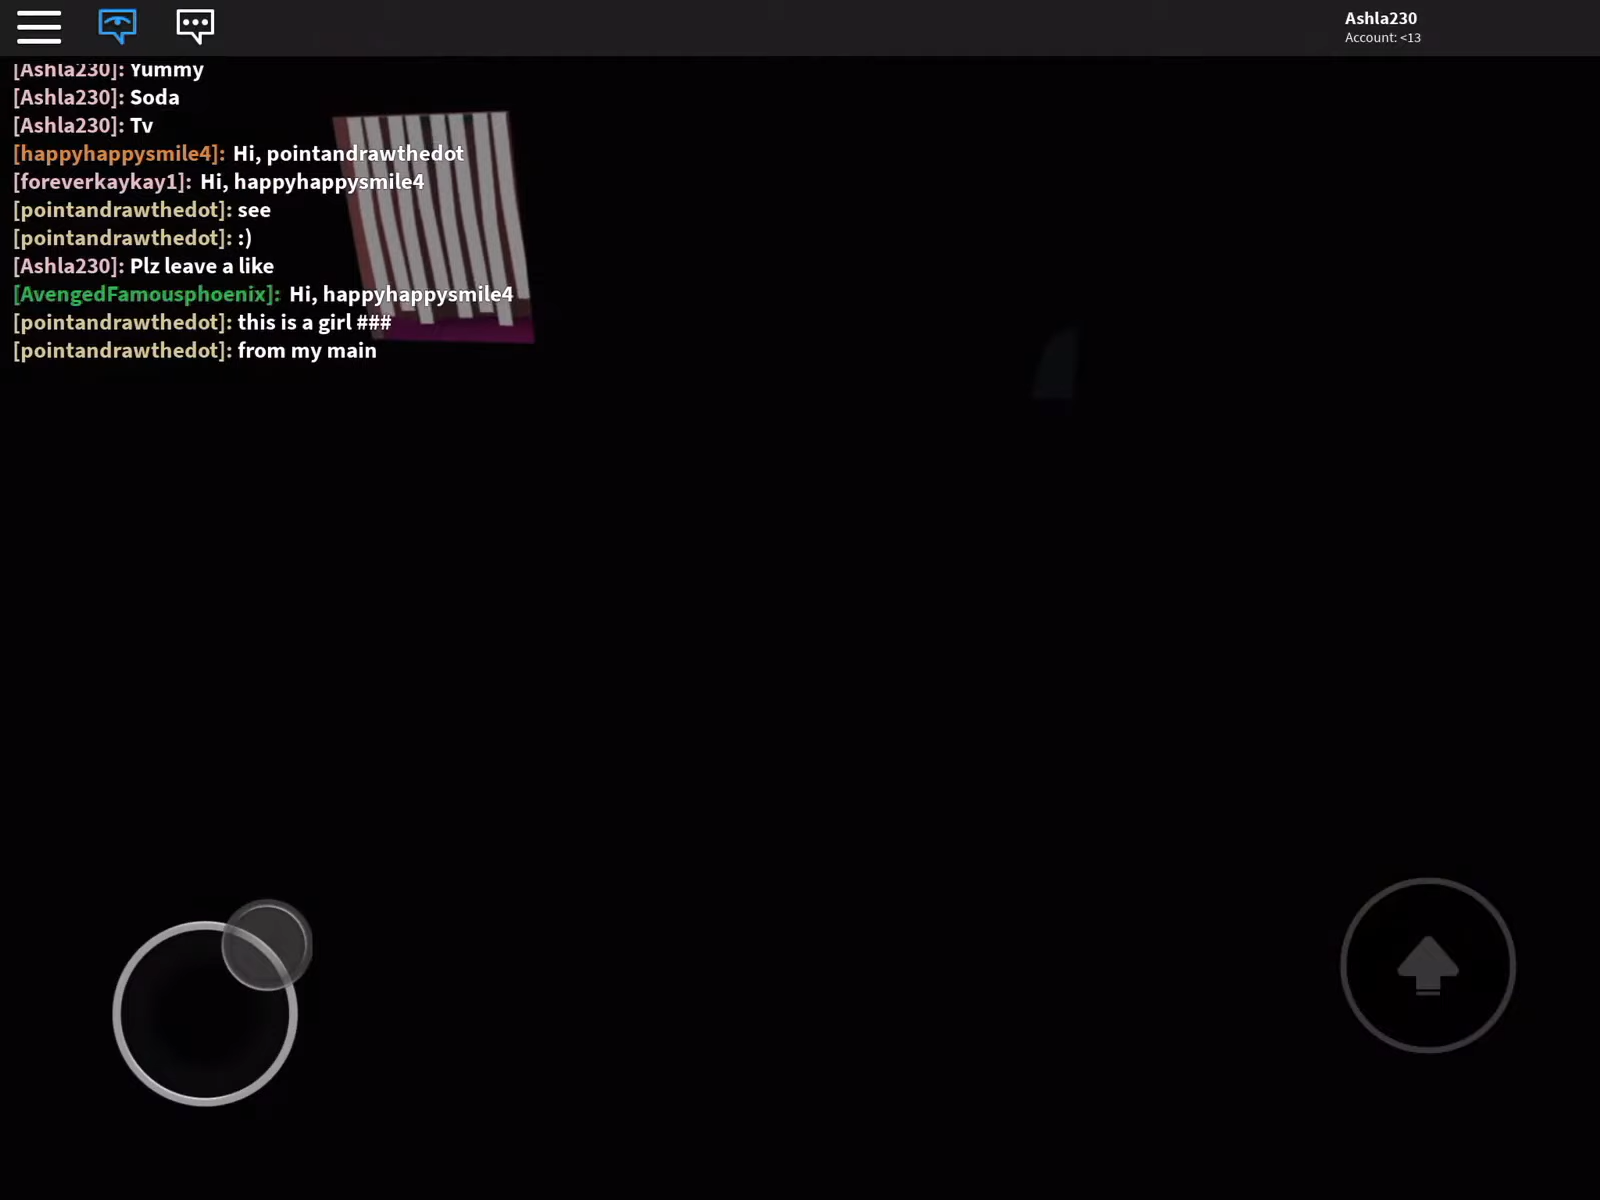 Ashla230
Account: <13
[Ashla230]: Yummy
[Ashla230]: Soda
[Ashla230]: Tv
[happyhappysmile4]: Hi, pointandrawthedot
[foreverkaykay1]: Hi, happyhappysmile4
[pointandrawthedot]: see
[pointandrawthedot]: :)
[Ashla230]: Plz leave a like
[AvengedFamousphoenix]: Hi, happyhappysmile4
[pointandrawthedot]: this is a girl ###
[pointandrawthedot]: from my main